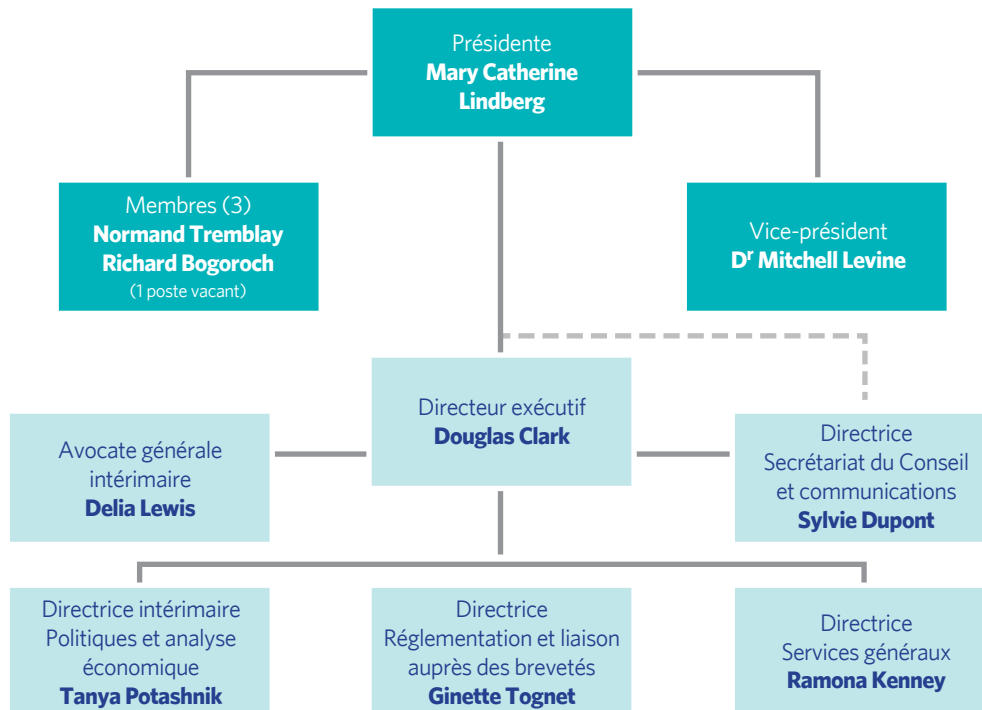 Présidente
Mary Catherine
Lindberg
Membres (3)
Normand Tremblay
Richard Bogoroch
(1 poste vacant)
Vice-président
Dʳ Mitchell Levine
Directeur exécutif
Douglas Clark
Avocate générale
intérimaire
Delia Lewis
Directrice
Secrétariat du Conseil
et communications
Sylvie Dupont
Directrice intérimaire
Politiques et analyse
économique
Tanya Potashnik
Directrice
Réglementation et liaison
auprès des brevetés
Ginette Tognet
Directrice
Services généraux
Ramona Kenney